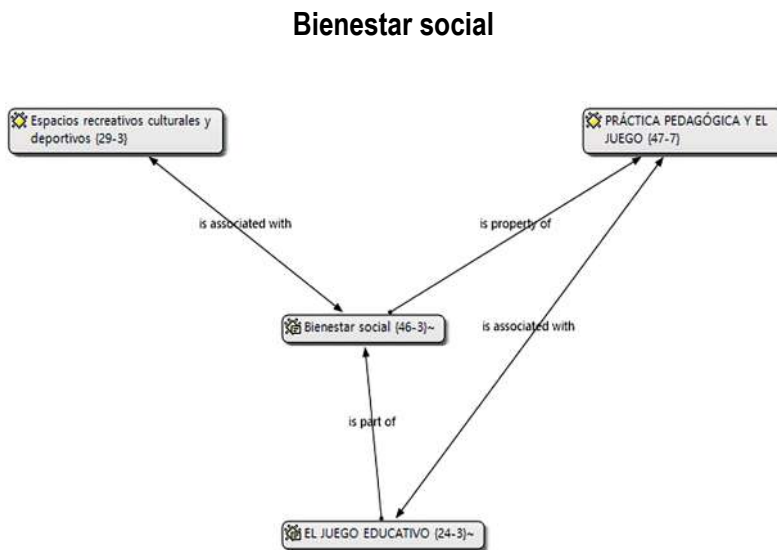 Bienestar social
Espacios recreativos culturales y
deportivos {29-3}
PRÁCTICA PEDAGÓGICA Y EL
JUEGO {47-7}
is associated with
is property of
Bienestar social {46-3}~
is associated with
is part of
EL JUEGO EDUCATIVO {24-3}~